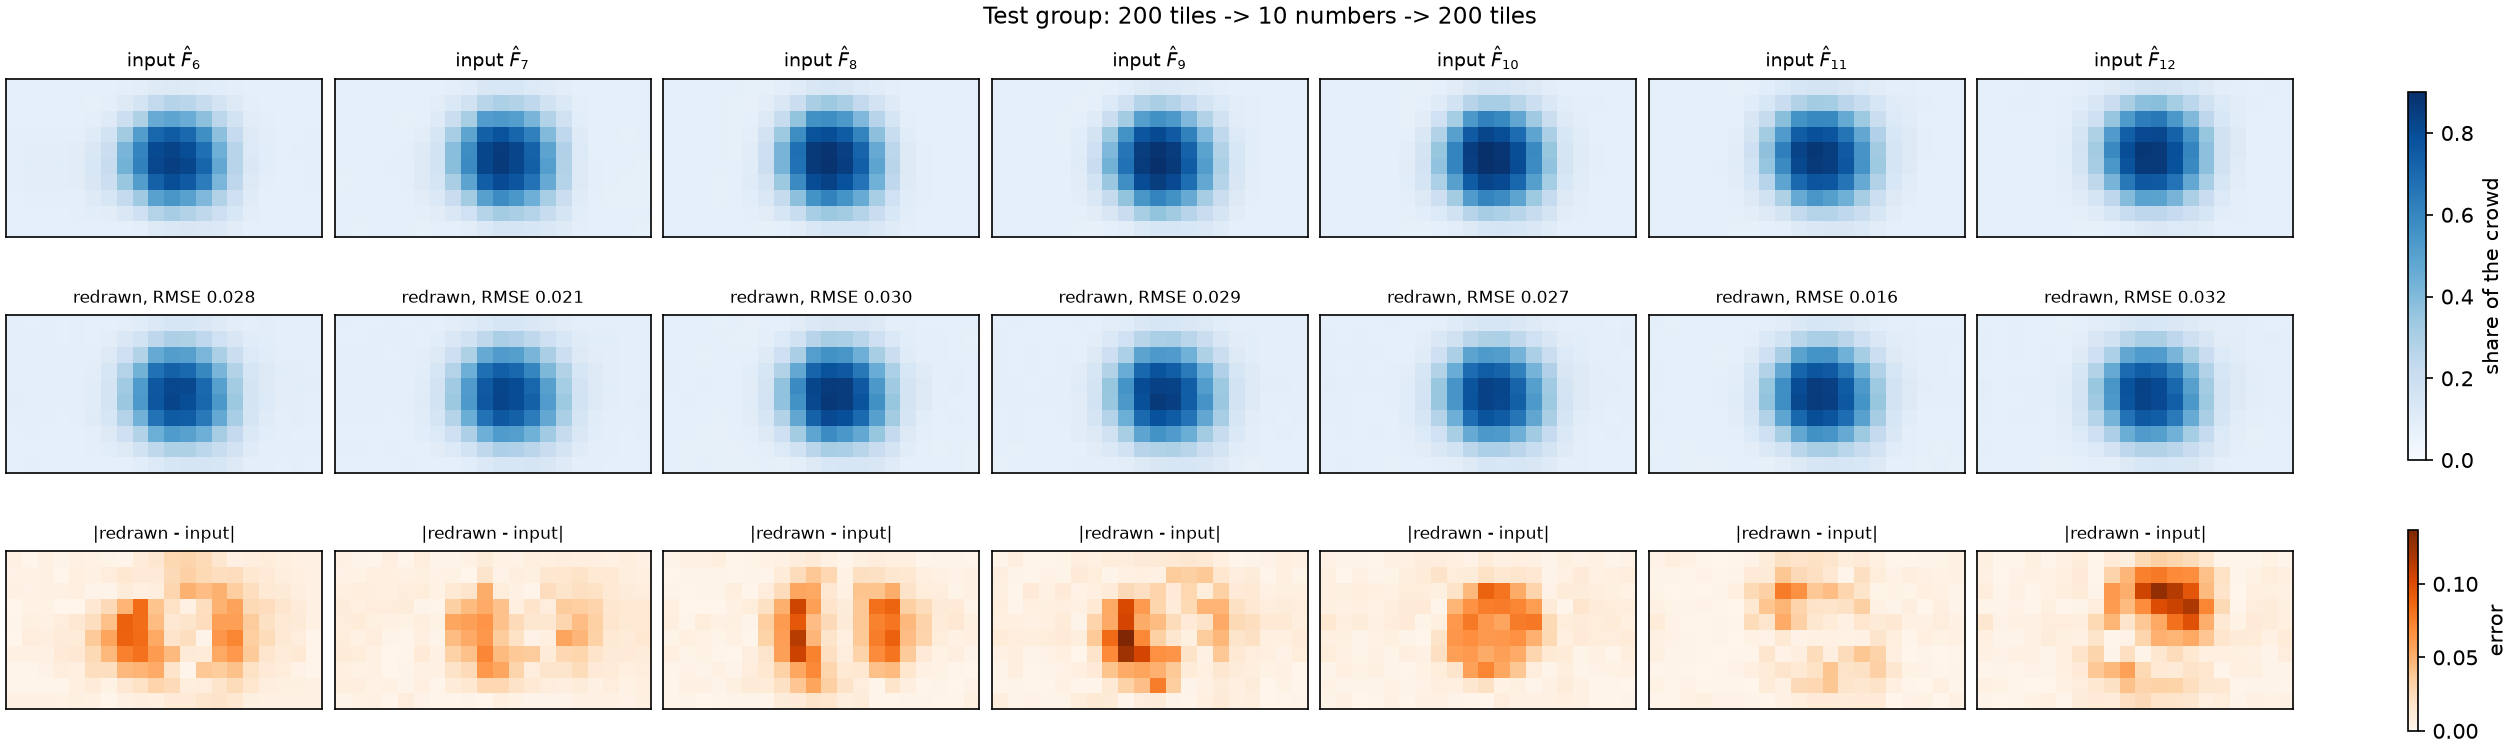 Test group: 200 tiles -> 10 numbers -> 200 tiles
input F̂₆
input F̂₇
input F̂₈
input F̂₉
input F̂₁₀
input F̂₁₁
input F̂₁₂
redrawn, RMSE 0.028
redrawn, RMSE 0.021
redrawn, RMSE 0.030
redrawn, RMSE 0.029
redrawn, RMSE 0.027
redrawn, RMSE 0.016
redrawn, RMSE 0.032
0.8
0.6
0.4
0.2
0.0
share of the crowd
|redrawn - input|
|redrawn - input|
|redrawn - input|
|redrawn - input|
|redrawn - input|
|redrawn - input|
|redrawn - input|
0.10
0.05
0.00
error